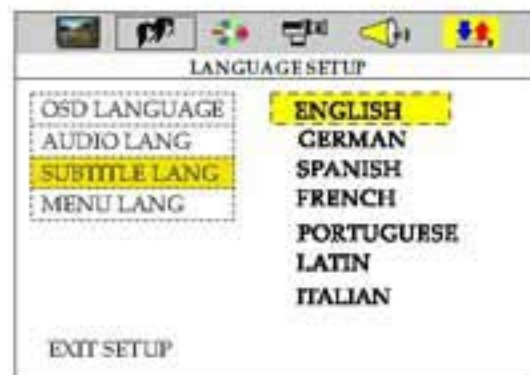 LANGUAGE SETUP
OSD LANGUAGE
AUDIO LANG
SUBTITLE LANG
MENU LANG
ENGLISH
GERMAN
SPANISH
FRENCH
PORTUGUESE
LATIN
ITALIAN
EXIT SETUP